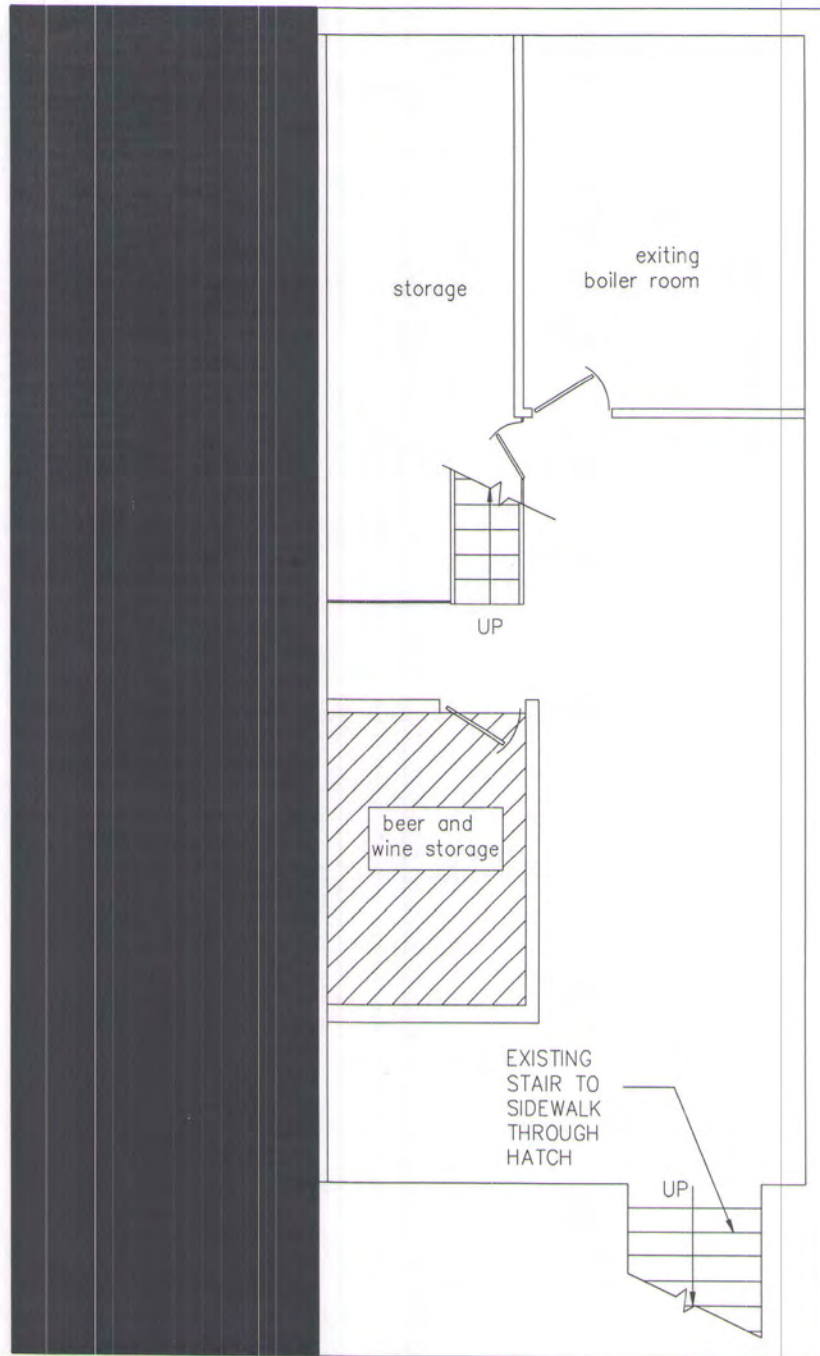 exiting
boiler room
storage
UP
beer and
wine storage
EXISTING
STAIR TO
SIDEWALK
THROUGH
HATCH
UP